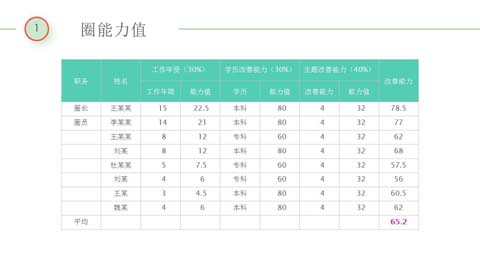 1
圈能力值
职务 姓名 工作年资（30%） 学历改善能力（30%） 主题改善能力（40%） 改善能力
工作年资 能力值 学历 能力值 改善能力 能力值
圈长 王某某 15 22.5 本科 80 4 32 78.5
圈员 李某某 14 21 本科 80 4 32 77
王某某 8 12 专科 60 4 32 62
刘某 8 12 本科 80 4 32 68
杜某某 5 7.5 专科 60 4 32 57.5
刘某 4 6 专科 60 4 32 56
王某 3 4.5 本科 80 4 32 60.5
魏某 4 6 本科 80 4 32 62
平均 65.2